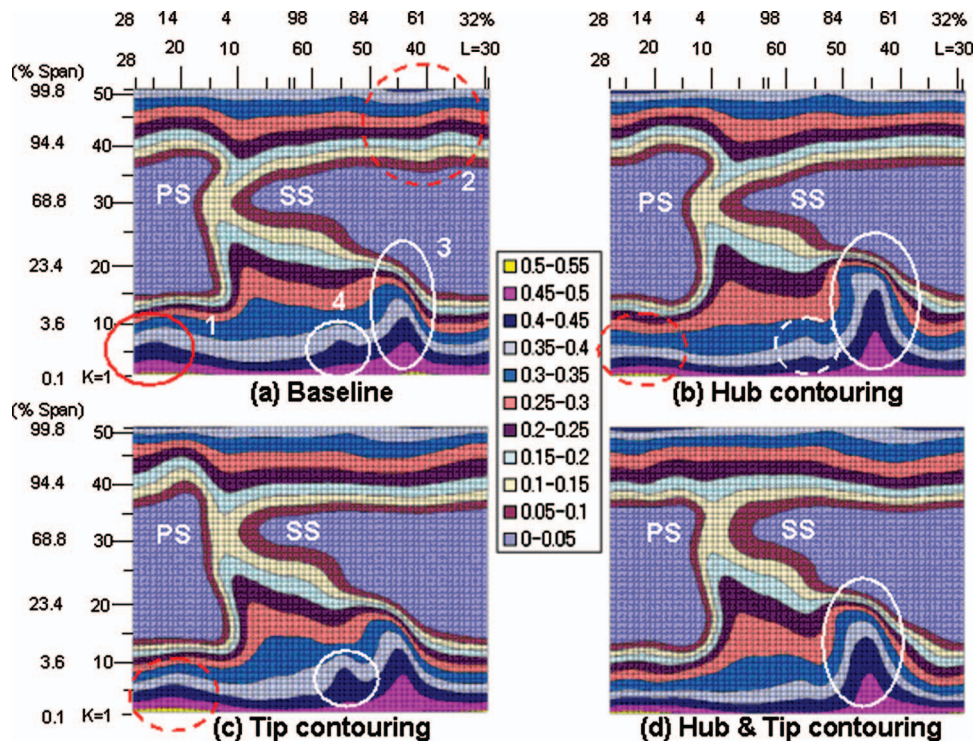 28 14 4 98 84 61 32%
28 20 10 60 50 40 L=30
28 14 4 98 84 61 32%
28 20 10 60 50 40 L=30
(% Span)
99.8 50
94.4 40
68.8 30
23.4 20
3.6 10
0.1 K=1
PS
SS
1
2
3
4
(a) Baseline
PS
SS
(b) Hub contouring
0.5-0.55
0.45-0.5
0.4-0.45
0.35-0.4
0.3-0.35
0.25-0.3
0.2-0.25
0.15-0.2
0.1-0.15
0.05-0.1
0-0.05
(% Span)
99.8 50
94.4 40
68.8 30
23.4 20
3.6 10
0.1 K=1
PS
SS
(c) Tip contouring
PS
SS
(d) Hub & Tip contouring